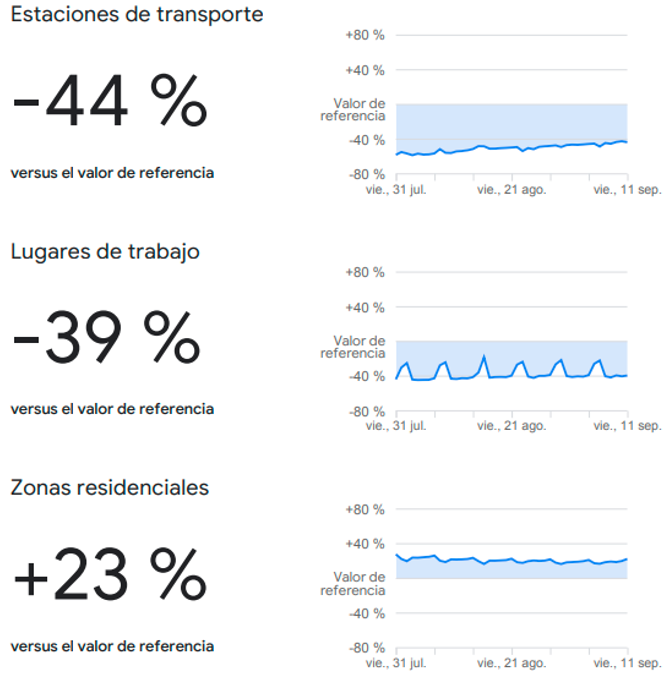 Estaciones de transporte
-44 %
versus el valor de referencia
+80 %
+40 %
Valor de
referencia
-40 %
-80 %
vie., 31 jul. vie., 21 ago. vie., 11 sep.
Lugares de trabajo
-39 %
versus el valor de referencia
+80 %
+40 %
Valor de
referencia
-40 %
-80 %
vie., 31 jul. vie., 21 ago. vie., 11 sep.
Zonas residenciales
+23 %
versus el valor de referencia
+80 %
+40 %
Valor de
referencia
-40 %
-80 %
vie., 31 jul. vie., 21 ago. vie., 11 sep.